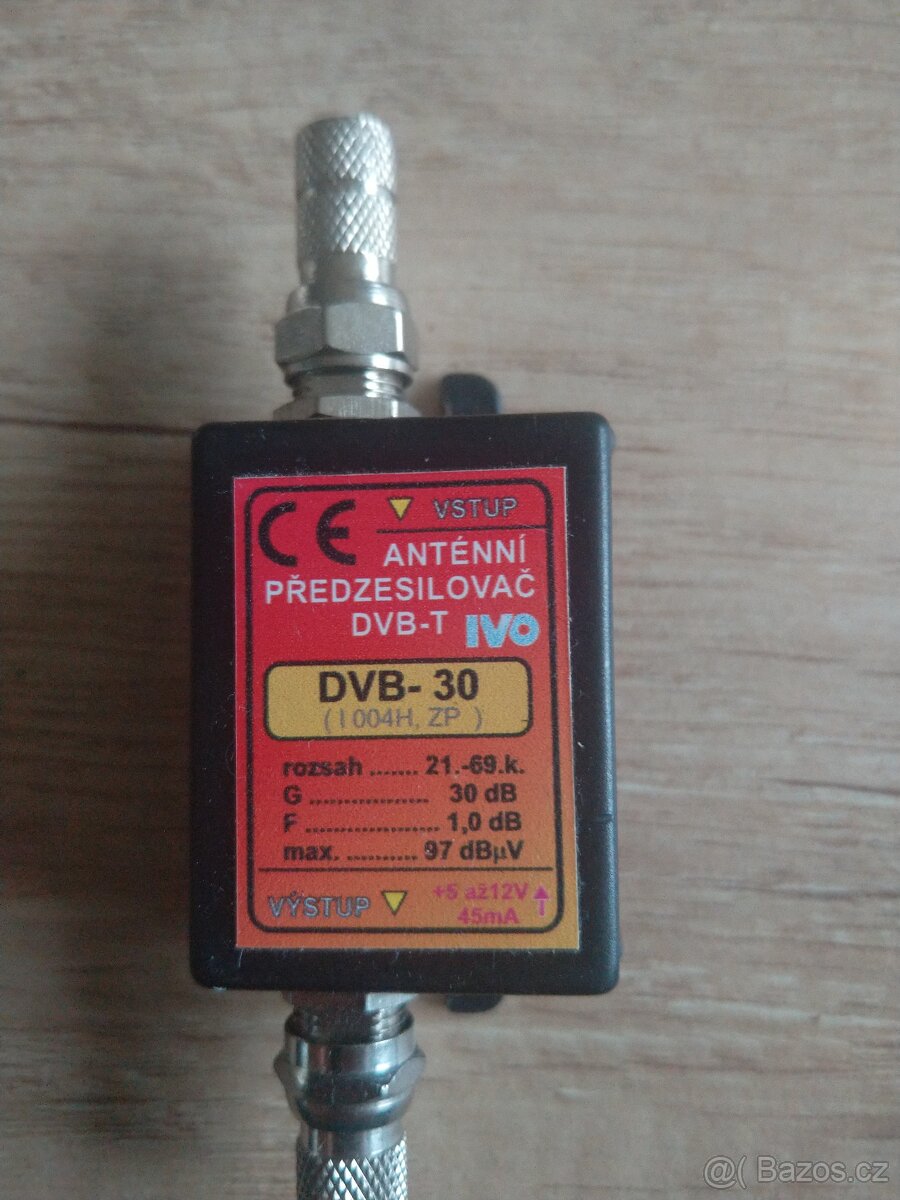 CE ▼ VSTUP
ANTÉNNÍ
PŘEDZESILOVAČ
DVB-T IVO
DVB- 30
( I 004H, ZP )
rozsah ....... 21.-69.k.
G .................. 30 dB
F .................... 1,0 dB
max. ........... 97 dBµV
VÝSTUP ▼ +5 až12V
45mA
@( Bazos.cz